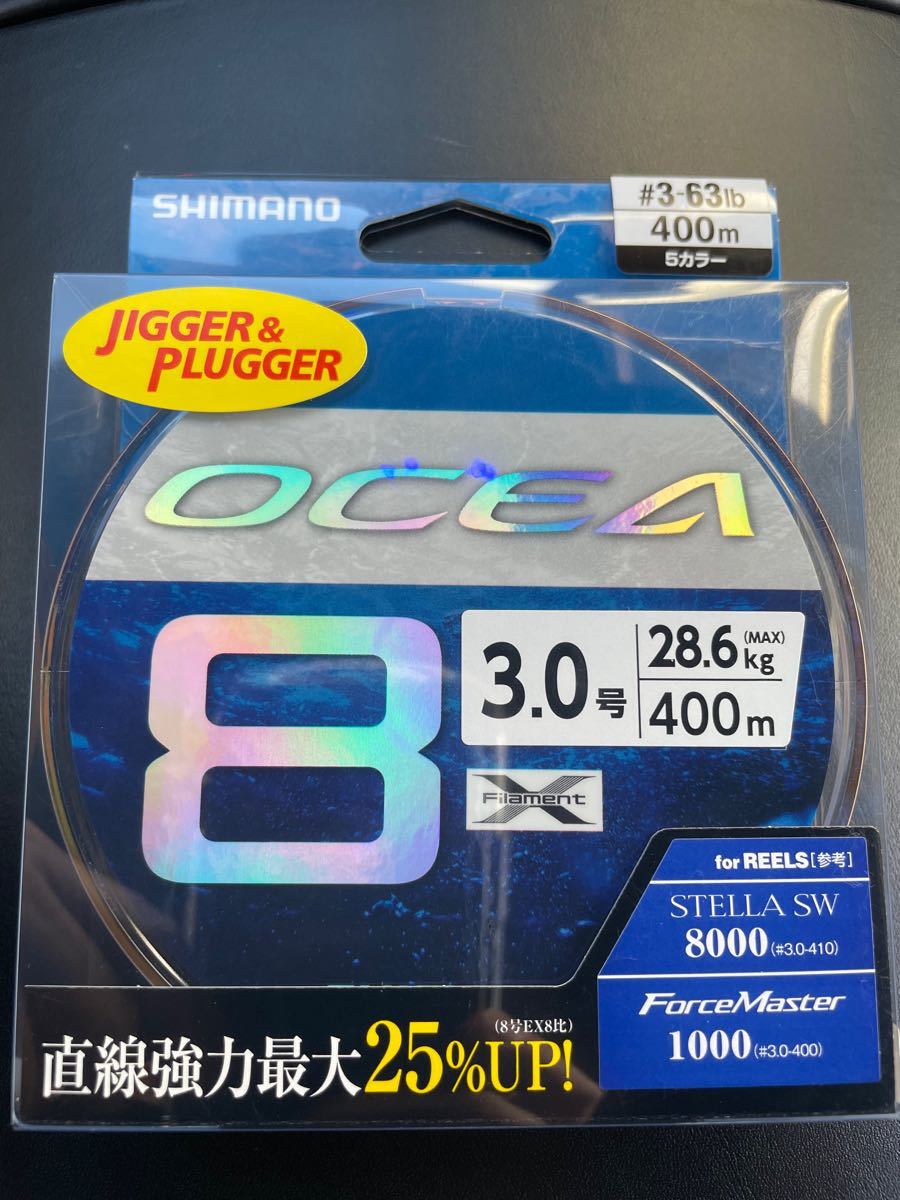 SHIMANO
#3-63lb
400m
5カラー
JIGGER &
PLUGGER
OCEA
8
3.0号
28.6kg (MAX)
400m
X Filament
for REELS[参考]
STELLA SW
8000(#3.0-410)
ForceMaster
1000(#3.0-400)
(8号EX8比)
直線強力最大25%UP!